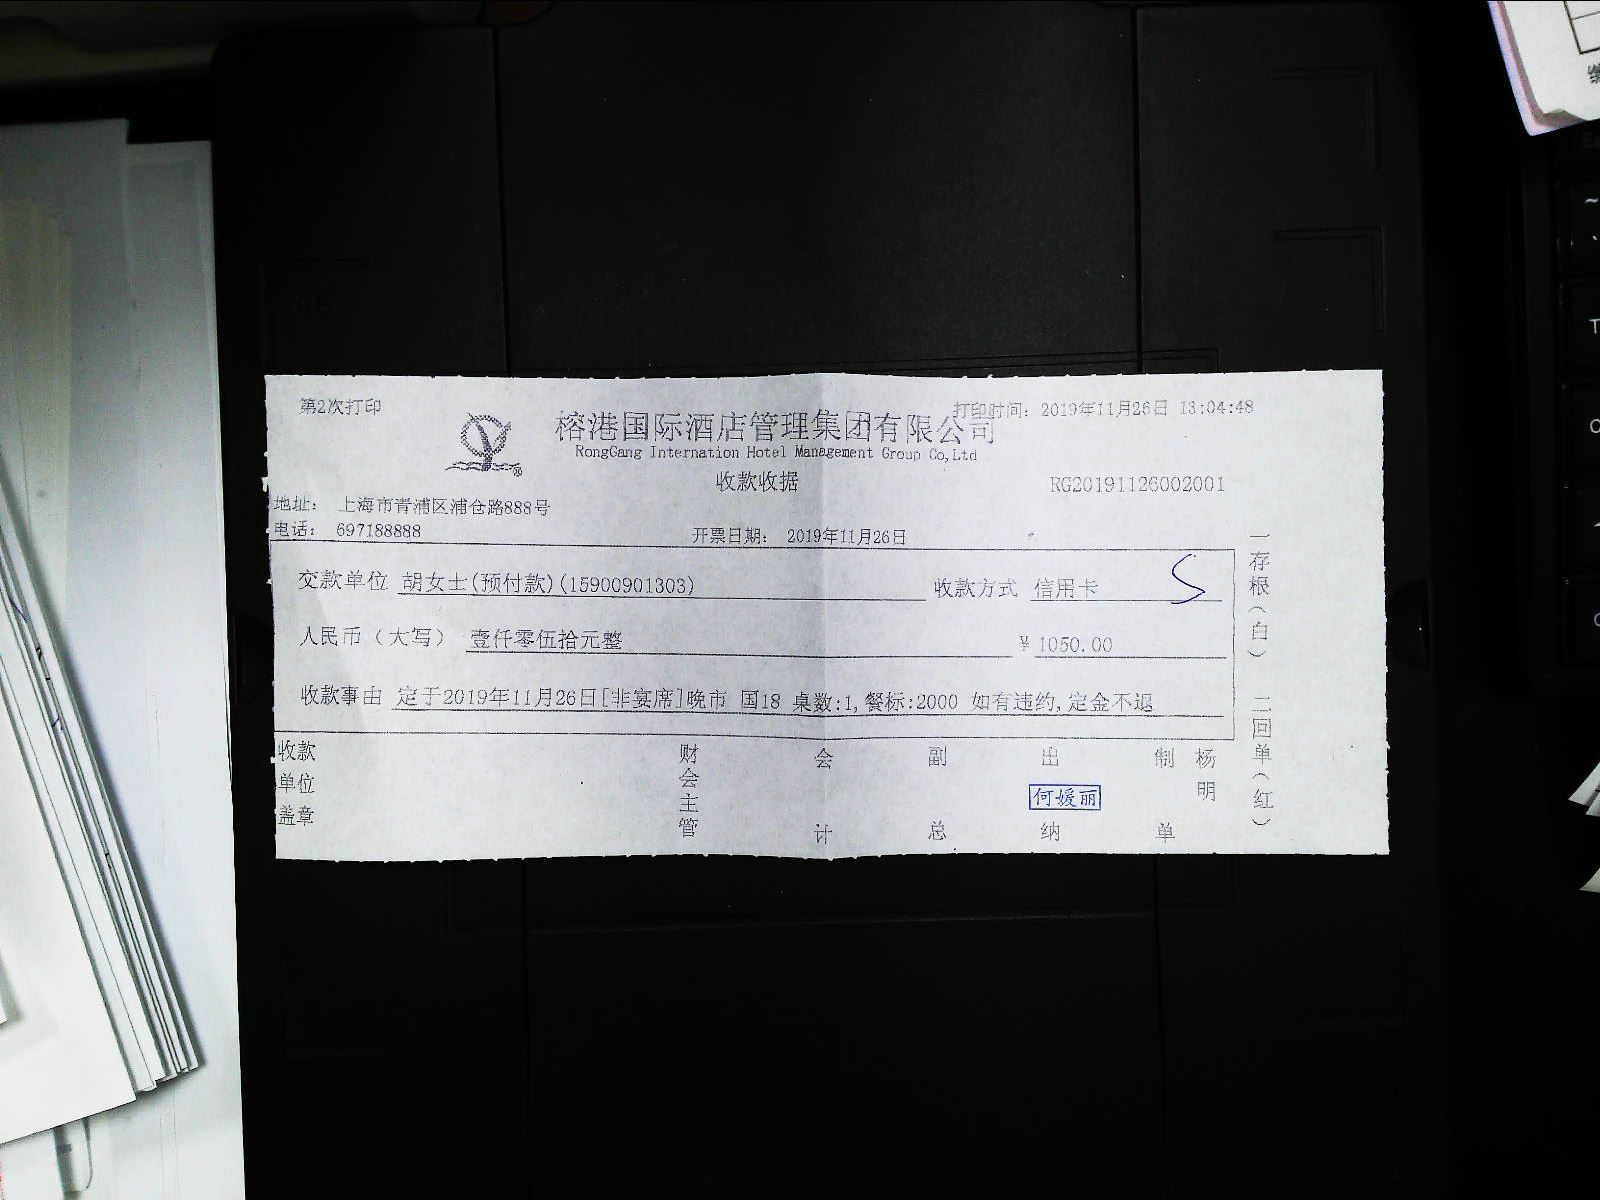 第2次打印
打印时间: 2019年11月26日 13:04:48
榕港国际酒店管理集团有限公司
RongGang Internation Hotel Management Group Co,Ltd
收款收据
RG20191126002001
地址: 上海市青浦区浦仓路888号
电话: 697188888
开票日期: 2019年11月26日
交款单位 胡女士(预付款)(15900901303) 收款方式 信用卡
人民币（大写） 壹仟零伍拾元整 ¥ 1050.00
收款事由 定于2019年11月26日[非宴席]晚市 国18 桌数:1,餐标:2000 如有违约,定金不退
收款单位盖章
财会主管
会计
副总
出纳
何媛丽
制单
杨明
一存根(白) 二回单(红)